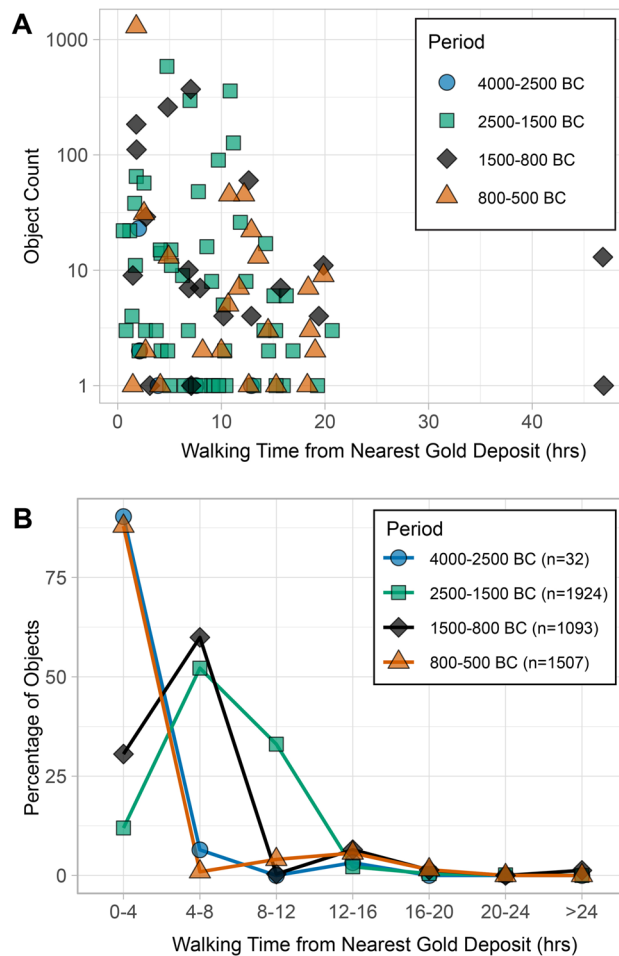 A
1000
100
10
1
Object Count
0
10
20
30
40
Walking Time from Nearest Gold Deposit (hrs)
Period
4000-2500 BC
2500-1500 BC
1500-800 BC
800-500 BC
B
75
50
25
0
Percentage of Objects
0-4
4-8
8-12
12-16
16-20
20-24
>24
Walking Time from Nearest Gold Deposit (hrs)
Period
4000-2500 BC (n=32)
2500-1500 BC (n=1924)
1500-800 BC (n=1093)
800-500 BC (n=1507)